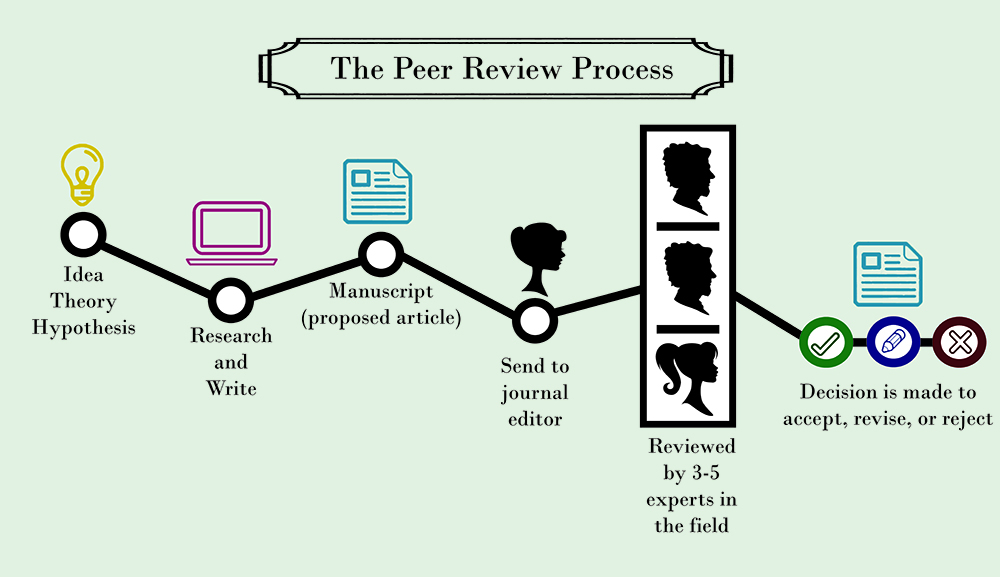 The Peer Review Process
Idea
Theory
Hypothesis
Research
and
Write
Manuscript
(proposed article)
Send to
journal
editor
Reviewed
by 3-5
experts in
the field
Decision is made to
accept, revise, or reject